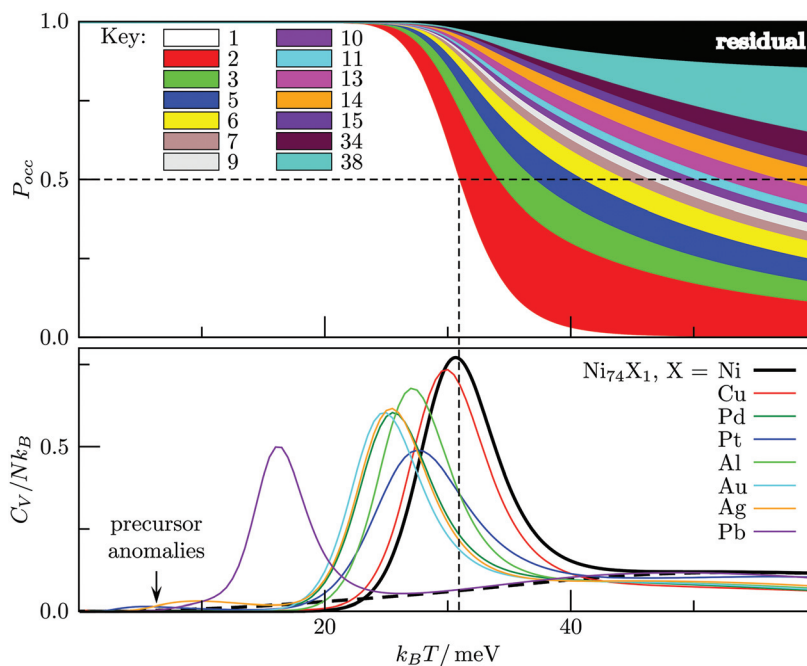 1.0
Key:
1
2
3
5
6
7
9
10
11
13
14
15
34
38
residual
P_occ
0.5
0.0
Ni₇₄X₁, X = Ni
Cu
Pd
Pt
Al
Au
Ag
Pb
C_V/Nk_B
0.5
precursor
anomalies
0.0
20
40
k_BT/meV